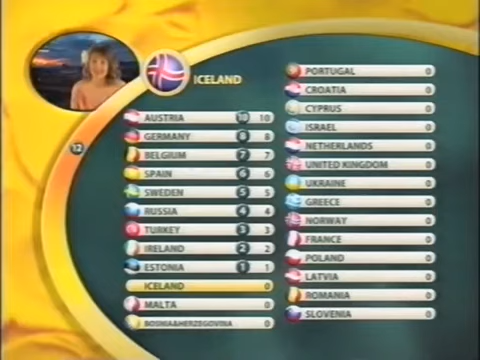 ICELAND
12
AUSTRIA 10 10
GERMANY 8 8
BELGIUM 7 7
SPAIN 6 6
SWEDEN 5 5
RUSSIA 4 4
TURKEY 3 3
IRELAND 2 2
ESTONIA 1 1
ICELAND 0
MALTA 0
BOSNIA&HERZEGOVINA 0
PORTUGAL 0
CROATIA 0
CYPRUS 0
ISRAEL 0
NETHERLANDS 0
UNITED KINGDOM 0
UKRAINE 0
GREECE 0
NORWAY 0
FRANCE 0
POLAND 0
LATVIA 0
ROMANIA 0
SLOVENIA 0